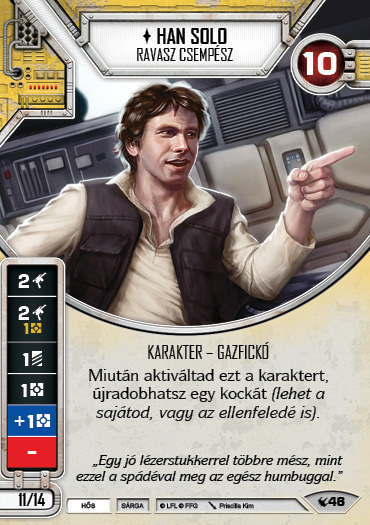 HAN SOLO
RAVASZ CSEMPÉSZ
10
2
2
1
1
1
+1
-
11/14
KARAKTER – GAZFICKÓ
Miután aktiváltad ezt a karaktert,
újradobhatsz egy kockát (lehet a
sajátod, vagy az ellenfeledé is).
„Egy jó lézerstukkerrel többre mész, mint
ezzel a spádéval meg az egész humbuggal.”
HŐS
SÁRGA
© LFL © FFG
Priscilla Kim
46